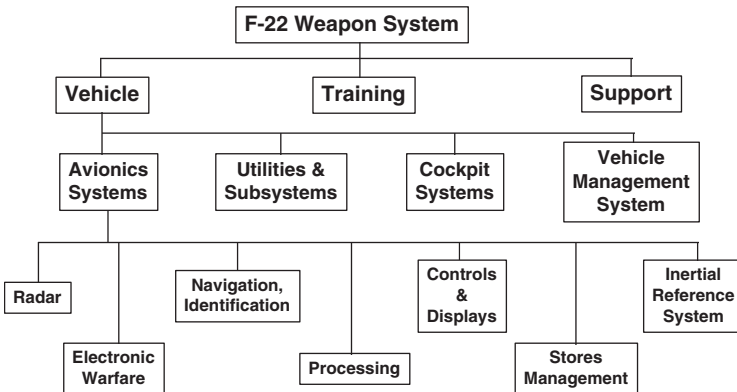 F-22 Weapon System
Vehicle
Training
Support
Avionics
Systems
Utilities &
Subsystems
Cockpit
Systems
Vehicle
Management
System
Radar
Electronic
Warfare
Navigation,
Identification
Processing
Controls
&
Displays
Stores
Management
Inertial
Reference
System